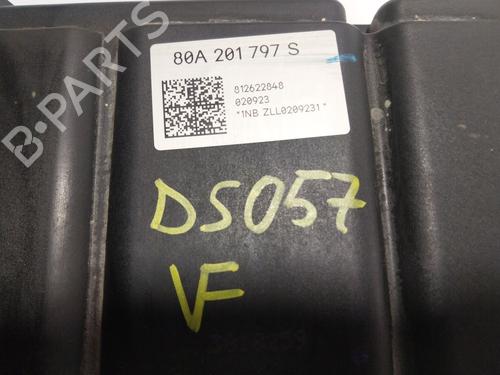 80A 201 797 S
812622848
020923
*1NB ZLL0209231*
DS057
VF
B-PARTS